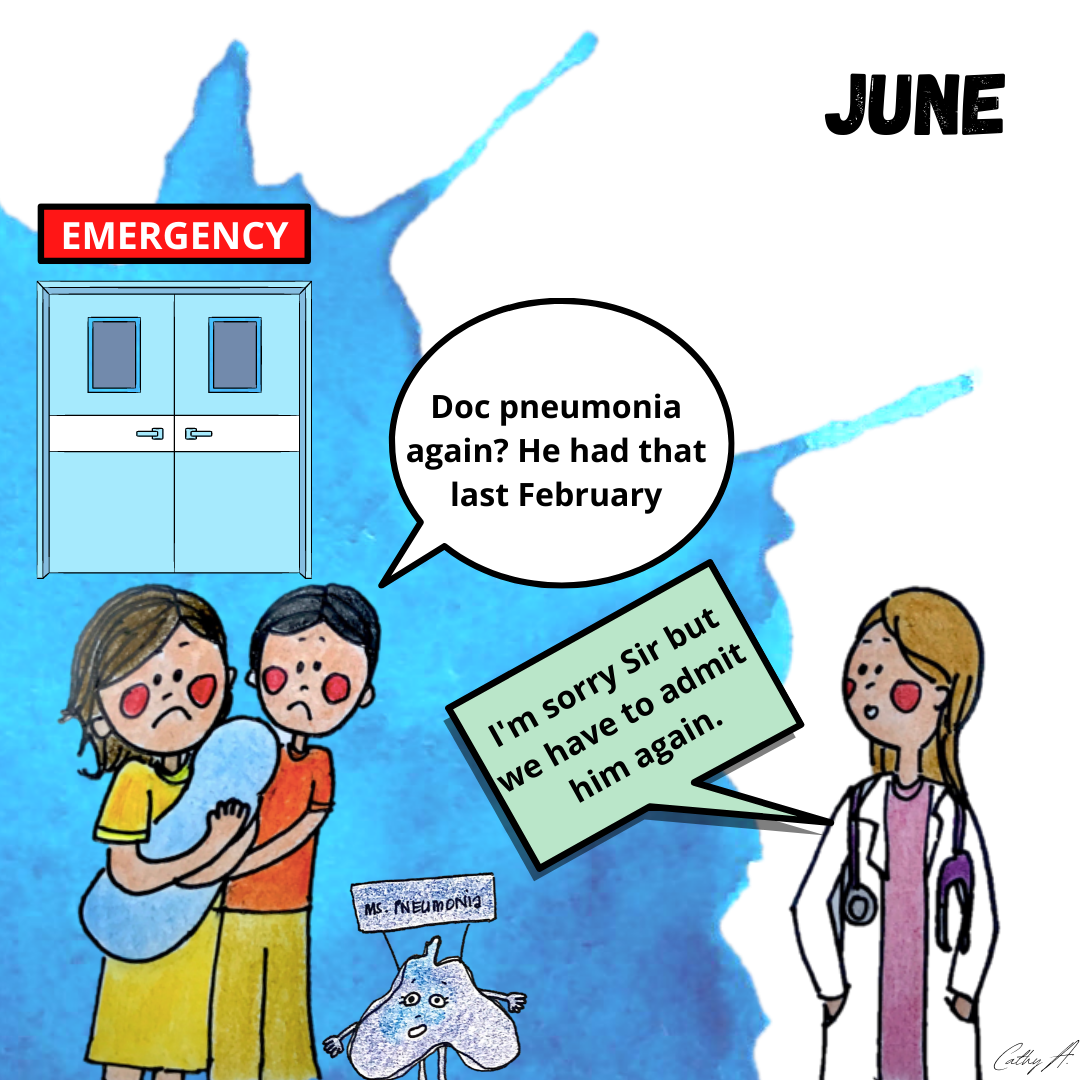 JUNE
EMERGENCY
Doc pneumonia
again? He had that
last February
I'm sorry Sir but
we have to admit
him again.
MS. PNEUMONIA
Cathy A.